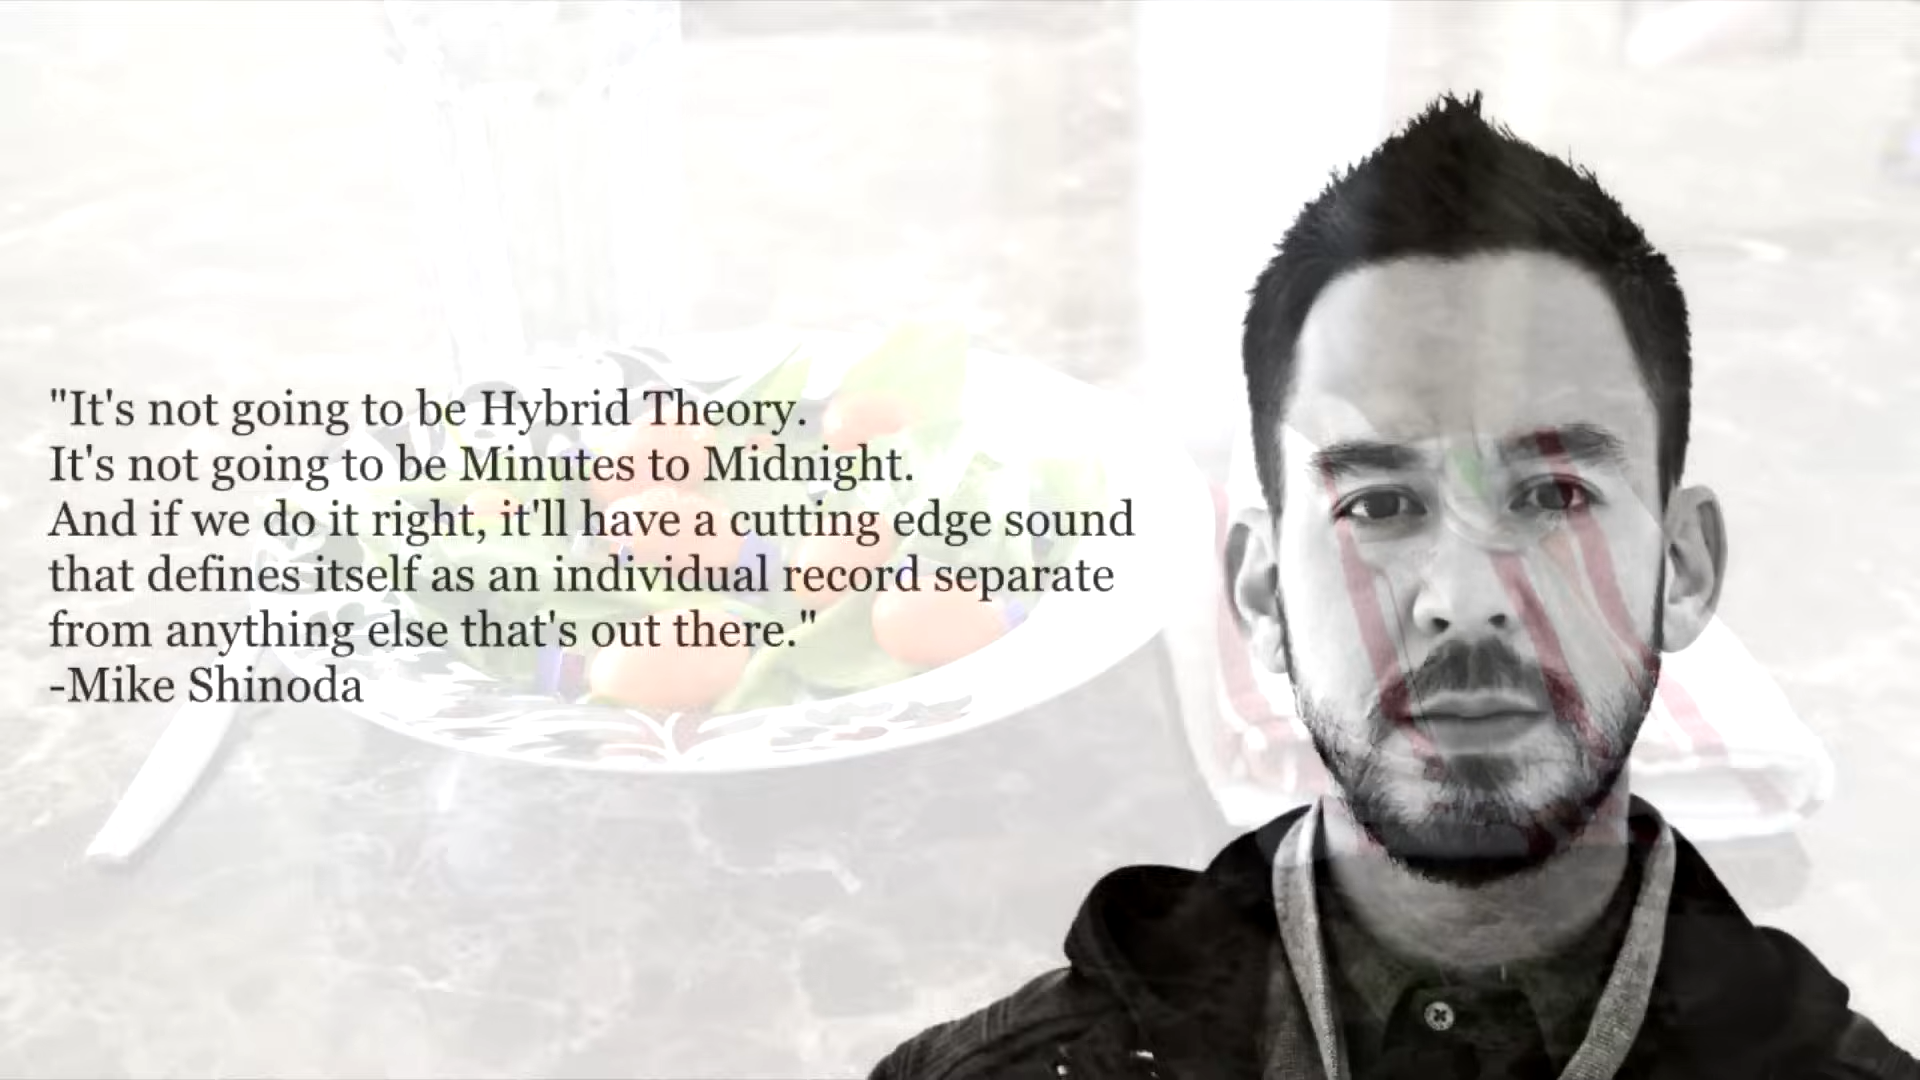 "It's not going to be Hybrid Theory.
It's not going to be Minutes to Midnight.
And if we do it right, it'll have a cutting edge sound
that defines itself as an individual record separate
from anything else that's out there."
-Mike Shinoda